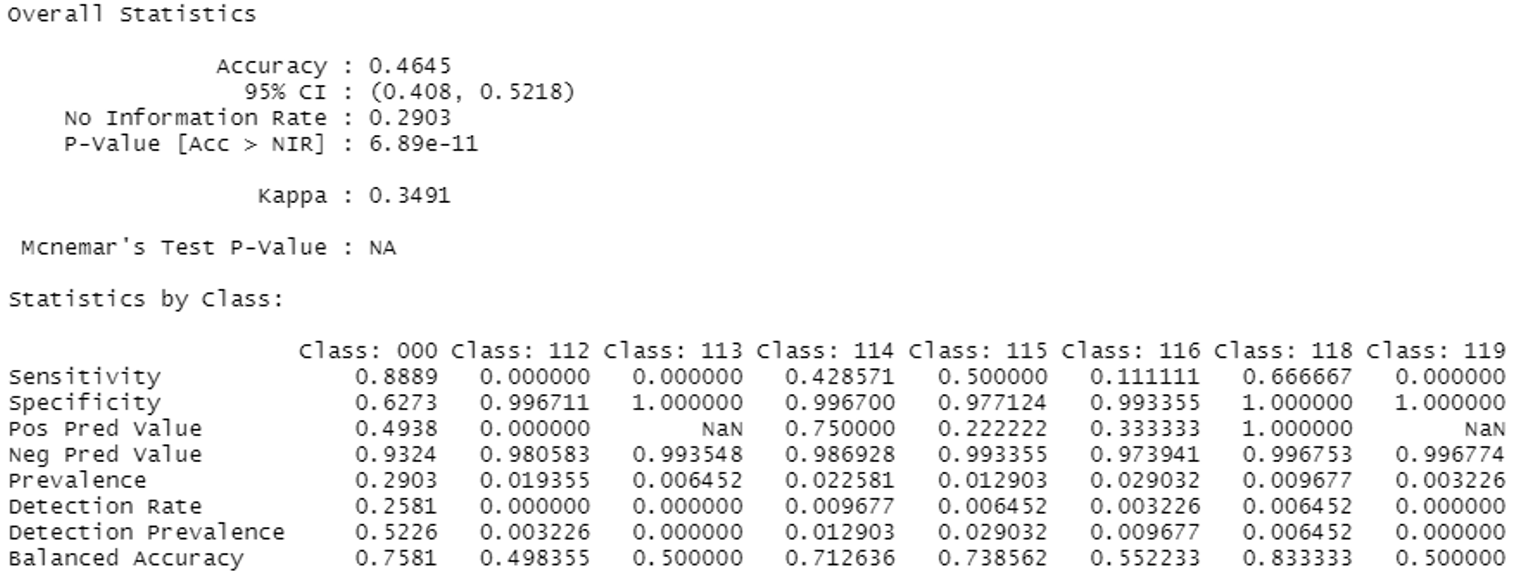 Overall Statistics
Accuracy : 0.4645
95% CI : (0.408, 0.5218)
No Information Rate : 0.2903
P-Value [Acc > NIR] : 6.89e-11
Kappa : 0.3491
Mcnemar's Test P-Value : NA
Statistics by Class:
Class: 000 Class: 112 Class: 113 Class: 114 Class: 115 Class: 116 Class: 118 Class: 119
Sensitivity 0.8889 0.000000 0.000000 0.428571 0.500000 0.111111 0.666667 0.000000
Specificity 0.6273 0.996711 1.000000 0.996700 0.977124 0.993355 1.000000 1.000000
Pos Pred Value 0.4938 0.000000 NaN 0.750000 0.222222 0.333333 1.000000 NaN
Neg Pred Value 0.9324 0.980583 0.993548 0.986928 0.993355 0.973941 0.996753 0.996774
Prevalence 0.2903 0.019355 0.006452 0.022581 0.012903 0.029032 0.009677 0.003226
Detection Rate 0.2581 0.000000 0.000000 0.009677 0.006452 0.003226 0.006452 0.000000
Detection Prevalence 0.5226 0.003226 0.000000 0.012903 0.029032 0.009677 0.006452 0.000000
Balanced Accuracy 0.7581 0.498355 0.500000 0.712636 0.738562 0.552233 0.833333 0.500000